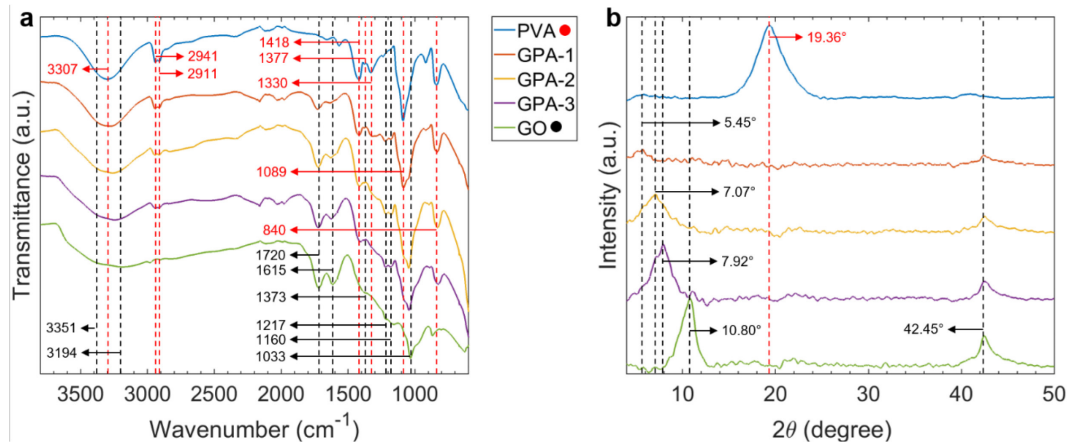 a
3307
2941
2911
1418
1377
1330
1089
840
1720
1615
1373
1217
1160
1033
3351
3194
Transmittance (a.u.)
3500 3000 2500 2000 1500 1000
Wavenumber (cm⁻¹)
PVA
GPA-1
GPA-2
GPA-3
GO
b
19.36°
5.45°
7.07°
7.92°
10.80°
42.45°
Intensity (a.u.)
10 20 30 40 50
2θ (degree)